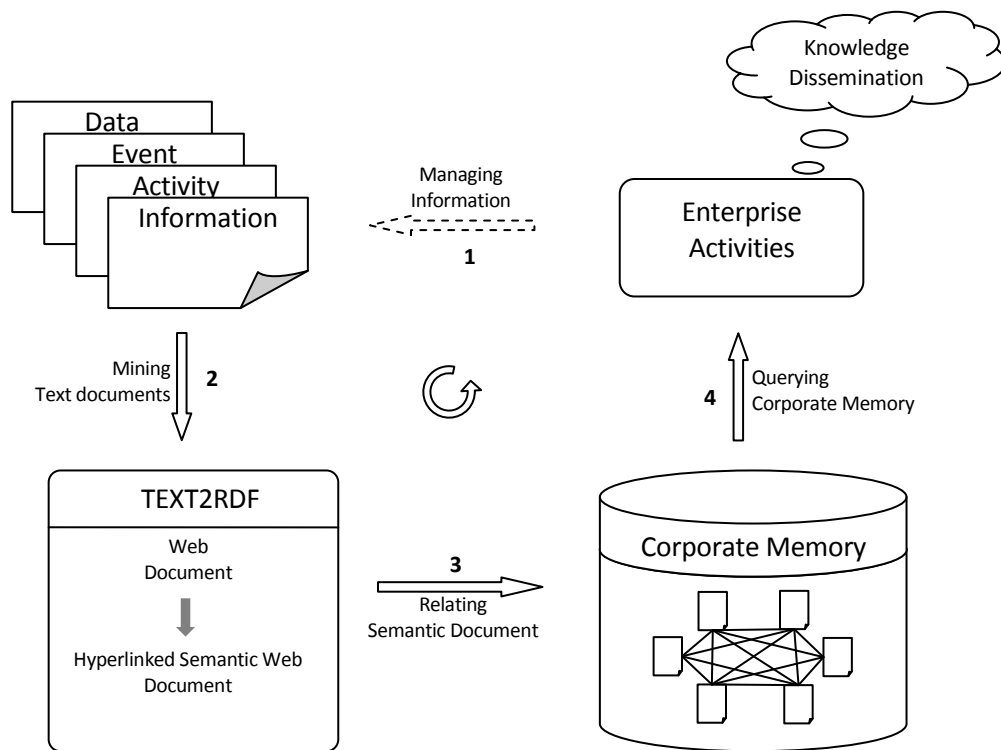 Knowledge
Dissemination
Data
Event
Activity
Information
Managing
Information
1
Enterprise
Activities
Mining
Text documents
2
4
Querying
Corporate Memory
TEXT2RDF
Web
Document
Hyperlinked Semantic Web
Document
3
Relating
Semantic Document
Corporate Memory